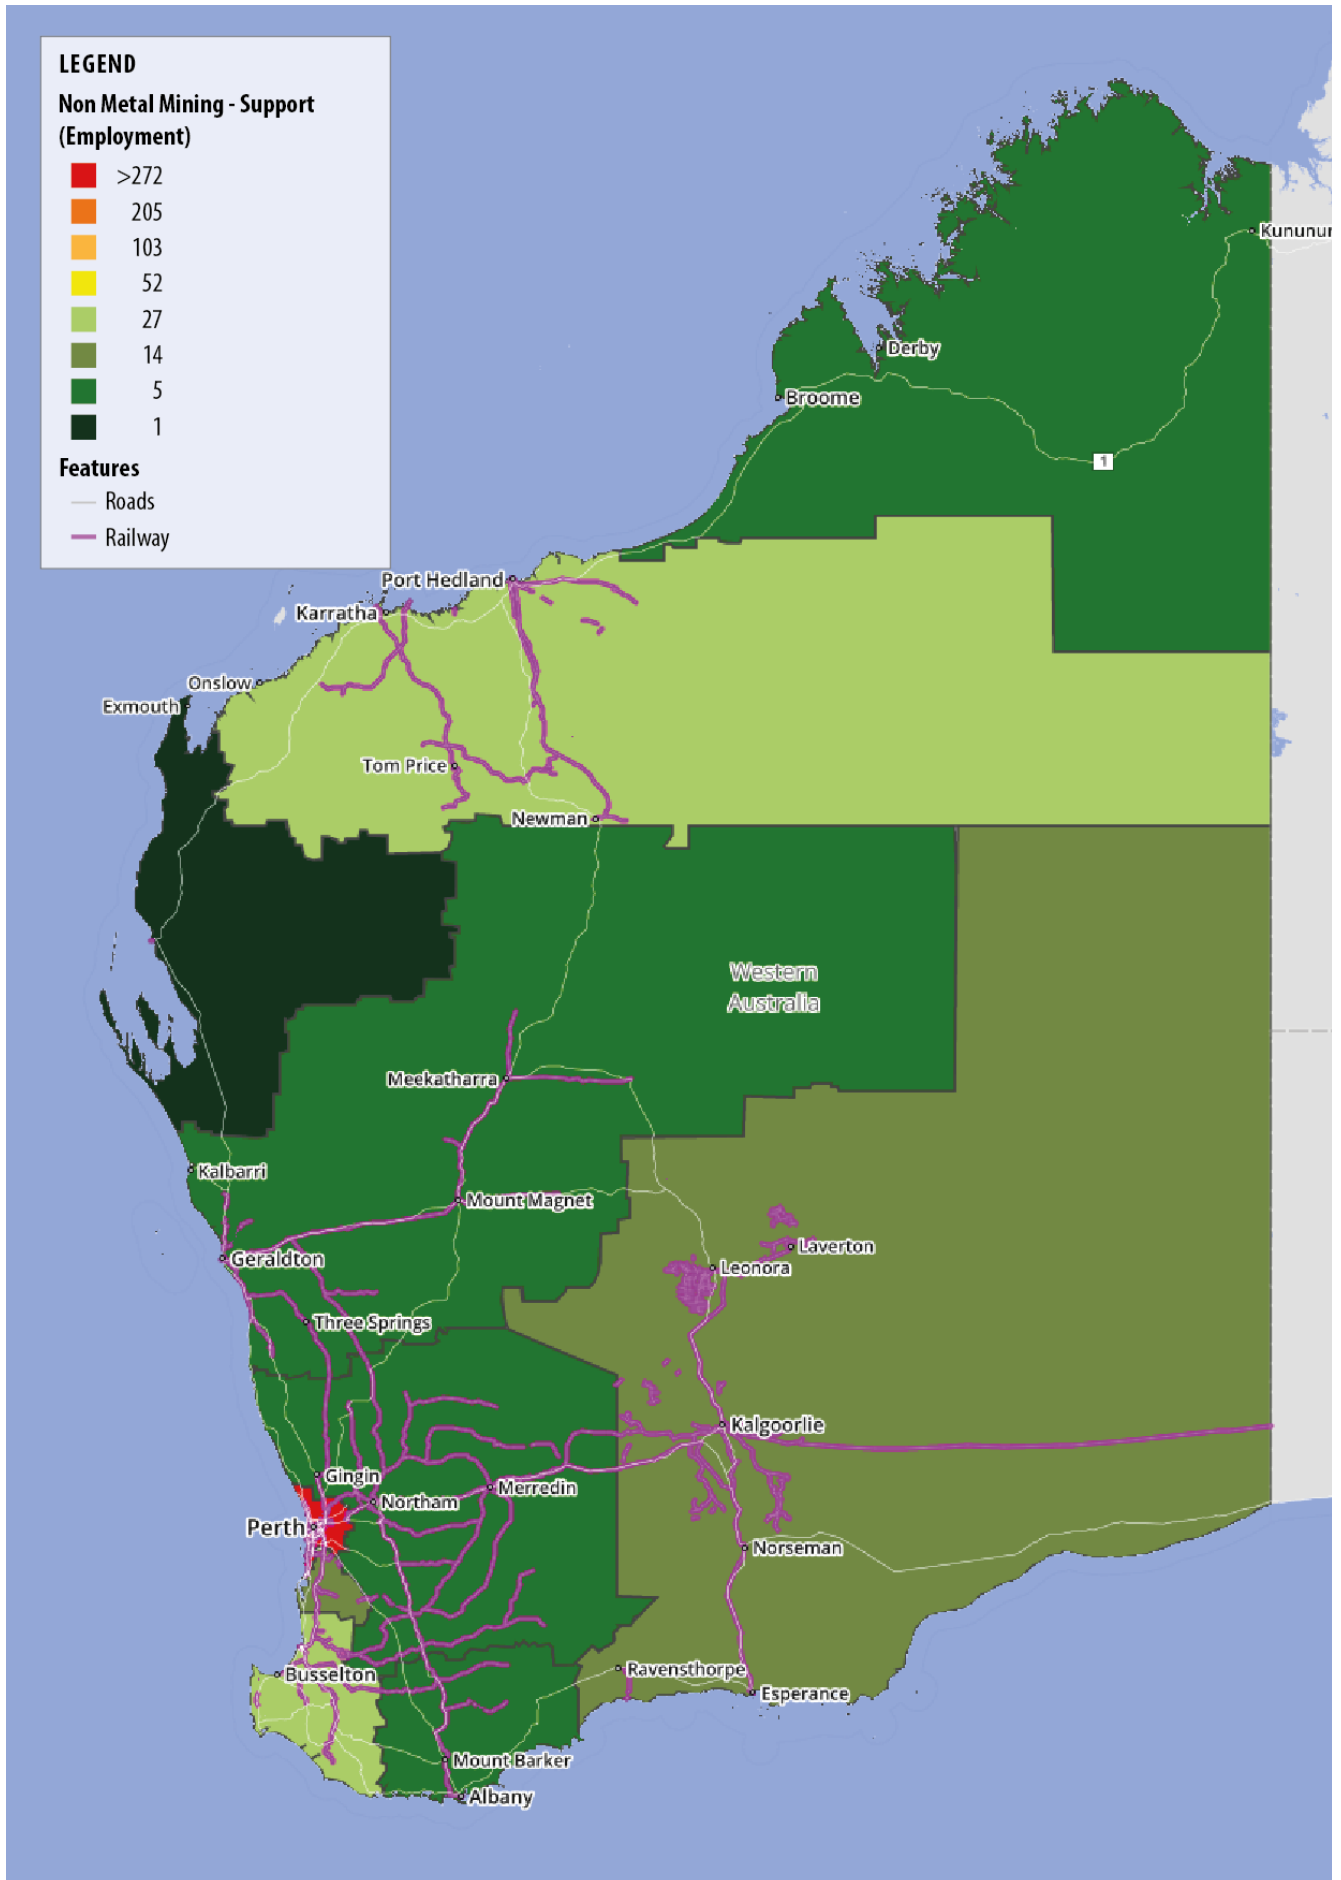 LEGEND
Non Metal Mining - Support
(Employment)
>272
205
103
52
27
14
5
1
Features
Roads
Railway
Kununur
Derby
Broome
1
Port Hedland
Karratha
Onslow
Exmouth
Tom Price
Newman
Western
Australia
Meekatharra
Kalbarri
Mount Magnet
Laverton
Geraldton
Leonora
Three Springs
Kalgoorlie
Gingin
Merredin
Northam
Perth
Norseman
Ravensthorpe
Busselton
Esperance
Mount Barker
Albany